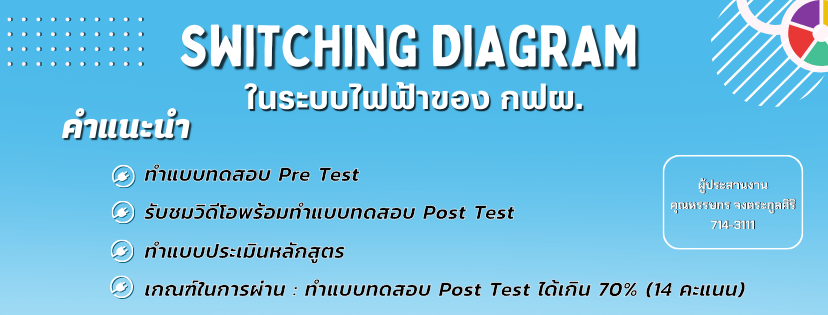 SWITCHING DIAGRAM
ในระบบไฟฟ้าของ กฟผ.
คำแนะนำ
ทำแบบทดสอบ Pre Test
รับชมวิดีโอพร้อมทำแบบทดสอบ Post Test
ทำแบบประเมินหลักสูตร
เกณฑ์ในการผ่าน : ทำแบบทดสอบ Post Test ได้เกิน 70% (14 คะแนน)
ผู้ประสานงาน
คุณหรรษกร จงตระกูลศิริ
714-3111